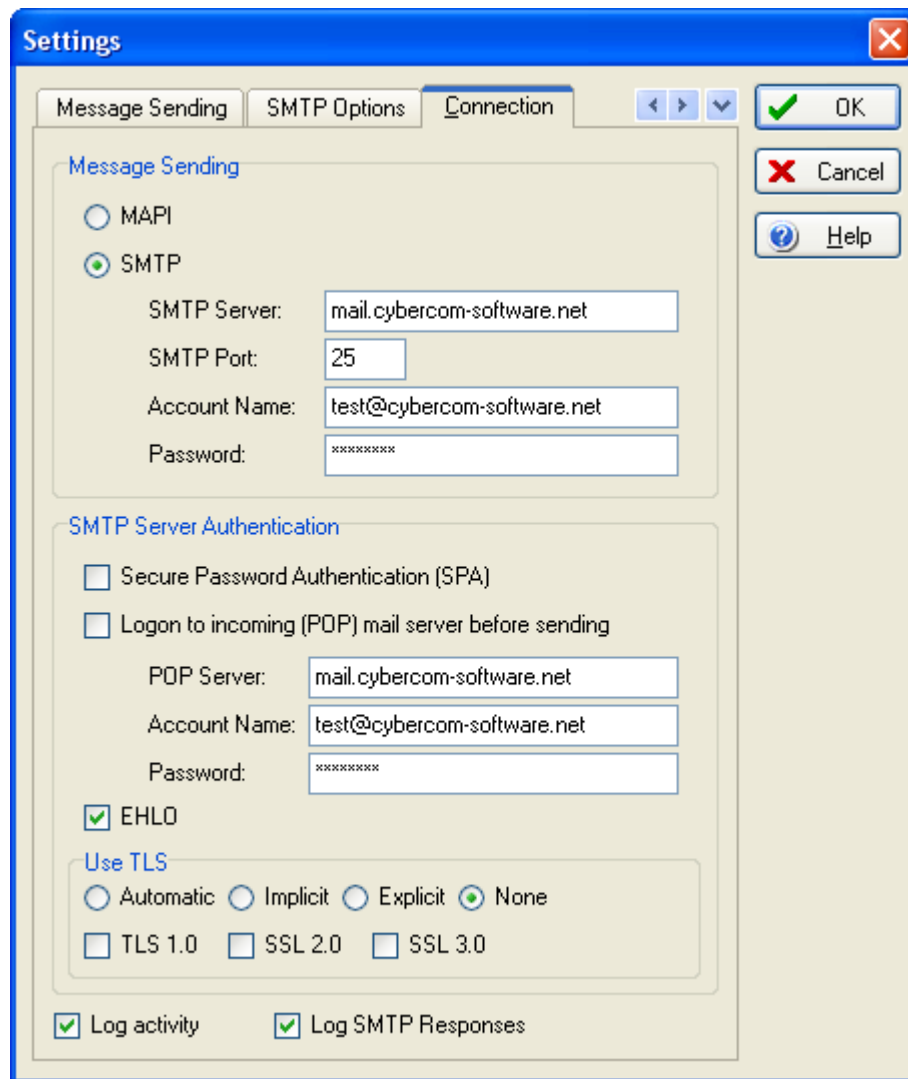 Settings
Message Sending SMTP Options Connection
OK
Cancel
Help
Message Sending
MAPI
SMTP
SMTP Server: mail.cybercom-software.net
SMTP Port: 25
Account Name: test@cybercom-software.net
Password: ********
SMTP Server Authentication
Secure Password Authentication (SPA)
Logon to incoming (POP) mail server before sending
POP Server: mail.cybercom-software.net
Account Name: test@cybercom-software.net
Password: ********
EHLO
Use TLS
Automatic Implicit Explicit None
TLS 1.0 SSL 2.0 SSL 3.0
Log activity Log SMTP Responses